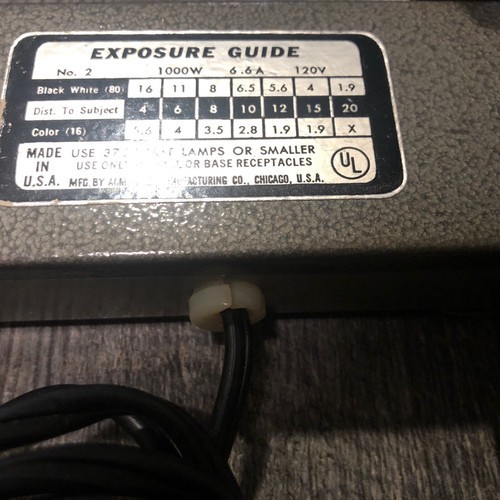 EXPOSURE GUIDE
No. 2 1000W 6.6A 120V
Black White (80) 16 11 8 6.5 5.6 4 1.9
Dist. To Subject 4 6 8 10 12 15 20
Color (16) 5.6 4 3.5 2.8 1.9 1.9 X
MADE IN U.S.A.
USE LAMPS OR SMALLER
USE OR BASE RECEPTACLES
MFG. BY CO., CHICAGO, U.S.A.
UL